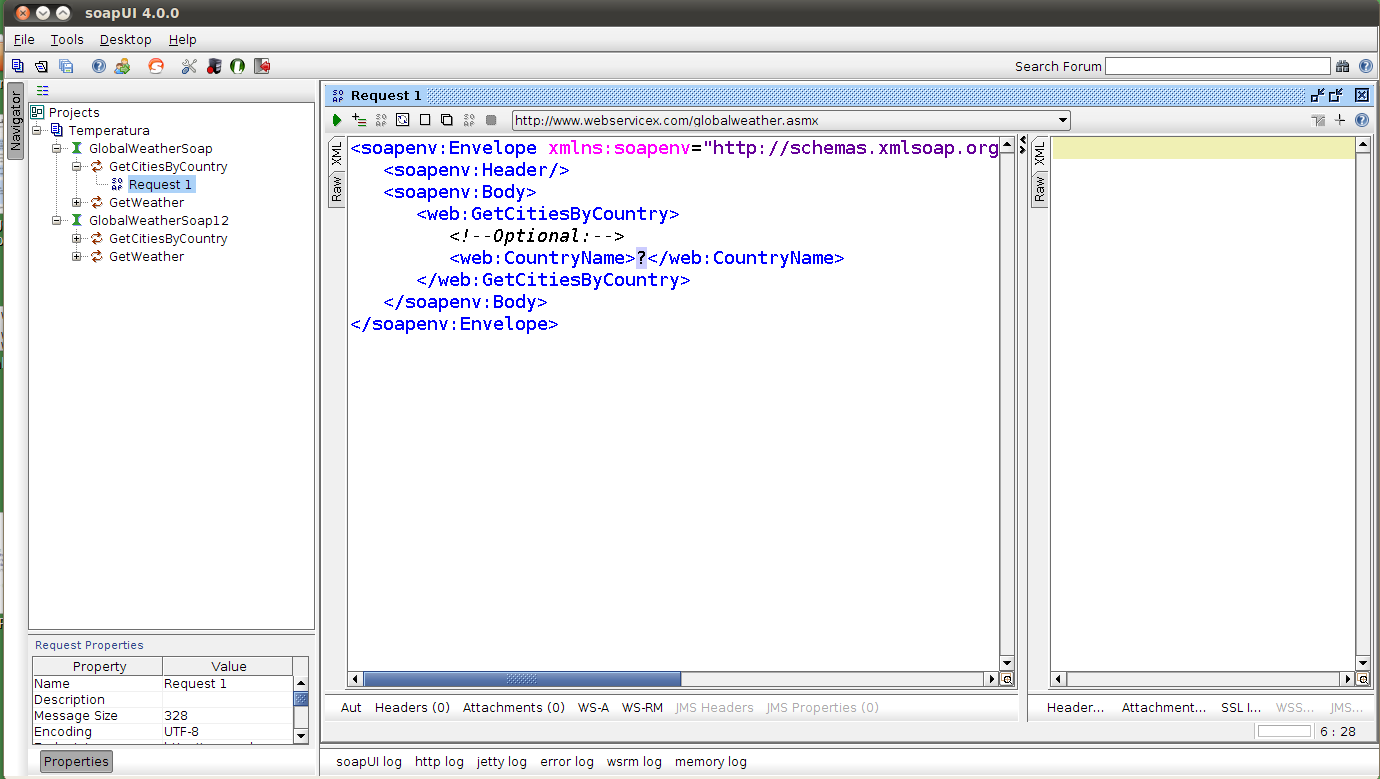 soapUI 4.0.0
File Tools Desktop Help
Search Forum
Navigator
Projects
Temperatura
GlobalWeatherSoap
GetCitiesByCountry
Request 1
GetWeather
GlobalWeatherSoap12
GetCitiesByCountry
GetWeather
Request Properties
Property Value
Name Request 1
Description
Message Size 328
Encoding UTF-8
Properties
Request 1
http://www.webservicex.com/globalweather.asmx
XML
Raw
<soapenv:Envelope xmlns:soapenv="http://schemas.xmlsoap.org
<soapenv:Header/>
<soapenv:Body>
<web:GetCitiesByCountry>
<!--Optional:-->
<web:CountryName>?</web:CountryName>
</web:GetCitiesByCountry>
</soapenv:Body>
</soapenv:Envelope>
XML
Raw
Aut Headers (0) Attachments (0) WS-A WS-RM JMS Headers JMS Properties (0)
Header... Attachment... SSL I... WSS... JMS...
6 : 28
soapUI log http log jetty log error log wsrm log memory log